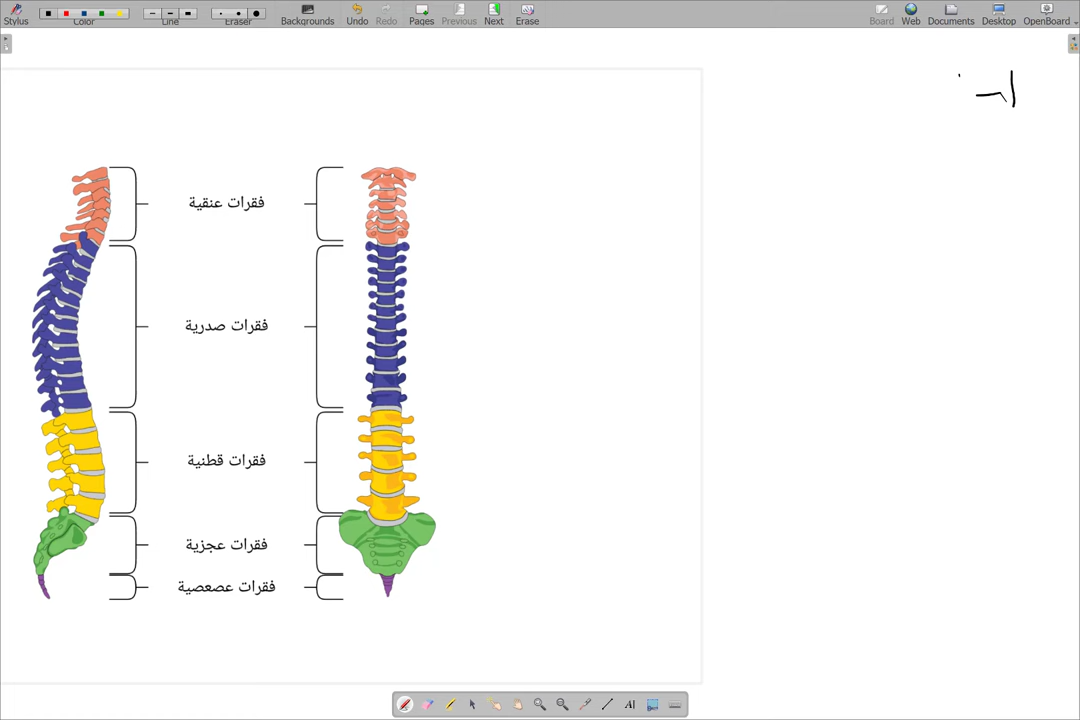 Stylus
Color
Line
Eraser
Backgrounds
Undo
Redo
Pages
Previous
Next
Erase
Board
Web
Documents
Desktop
OpenBoard
فقرات عنقية
فقرات صدرية
فقرات قطنية
فقرات عجزية
فقرات عصعصية